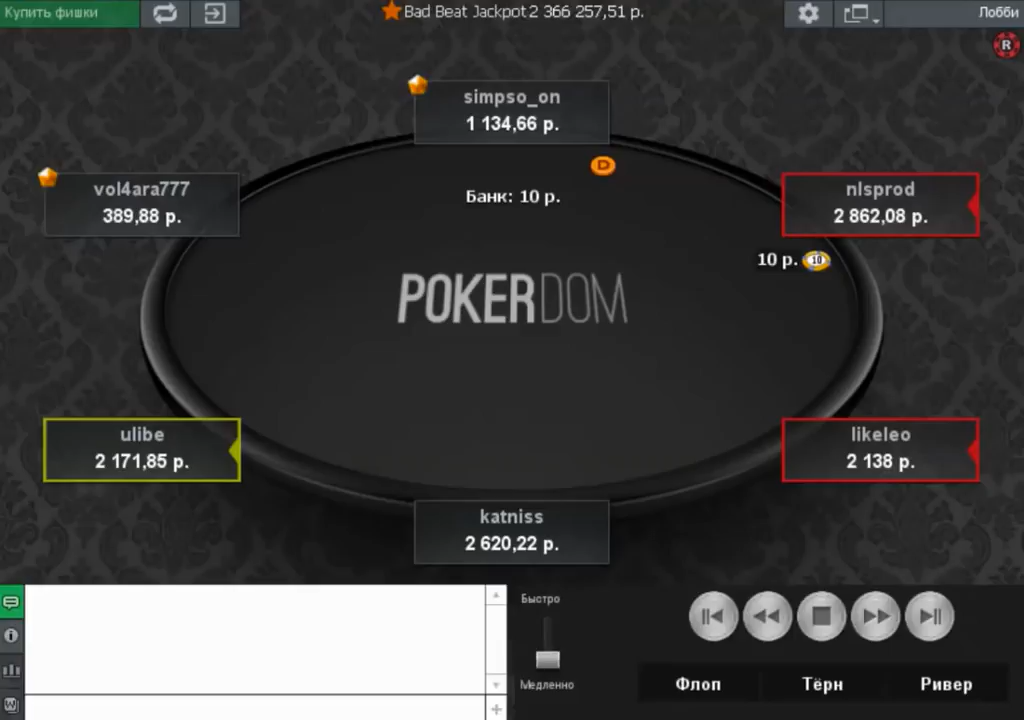 Купить фишки
Bad Beat Jackpot2 366 257,51 р.
Лобби
R
simpso_on
1 134,66 р.
D
vol4ara777
389,88 р.
Банк: 10 р.
nlsprod
2 862,08 р.
10 р. 10
POKERDOM
ulibe
2 171,85 р.
likeleo
2 138 р.
katniss
2 620,22 р.
Быстро
Медленно
Флоп
Тёрн
Ривер